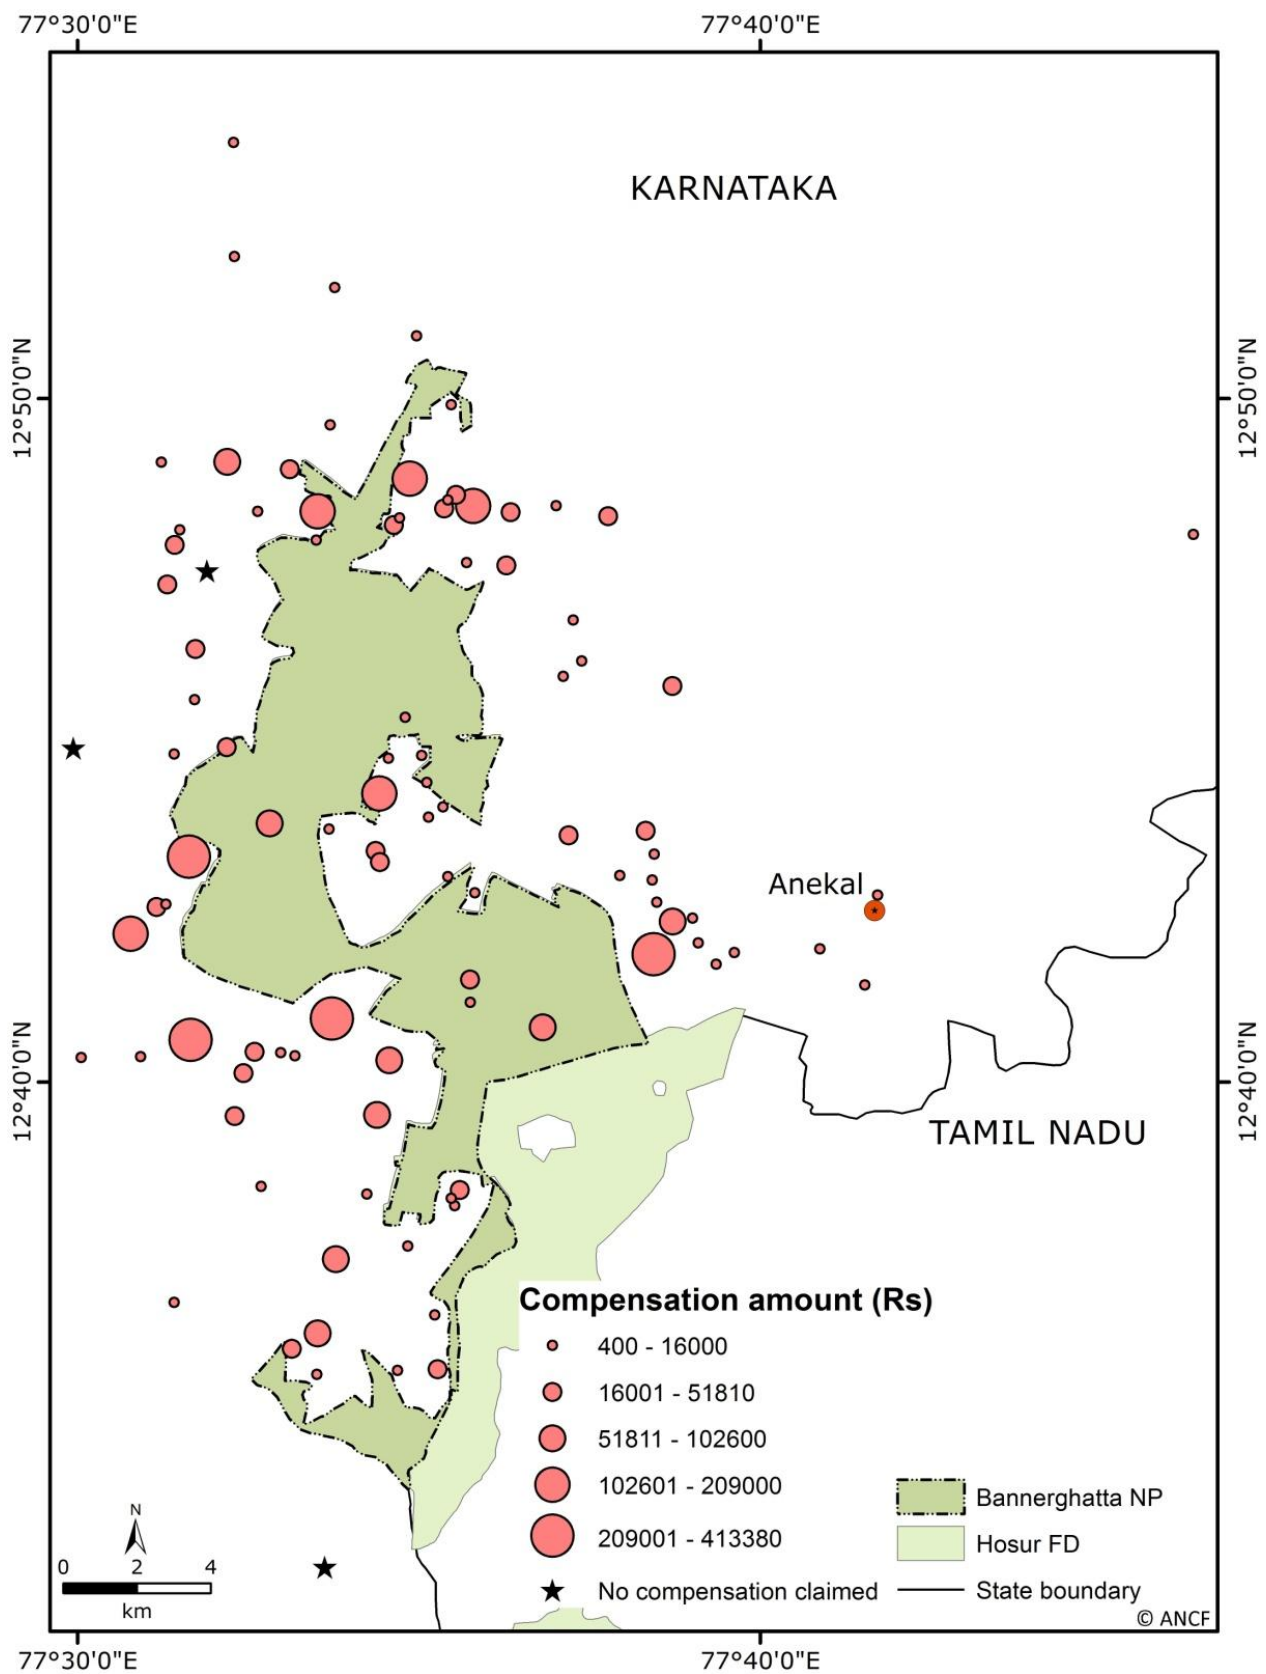 77°30'0"E
77°40'0"E
KARNATAKA
12°50'0"N
12°50'0"N
Anekal
12°40'0"N
12°40'0"N
TAMIL NADU
Compensation amount (Rs)
400 - 16000
16001 - 51810
51811 - 102600
102601 - 209000
209001 - 413380
No compensation claimed
Bannerghatta NP
Hosur FD
State boundary
N
0 2 4
km
© ANCF
77°30'0"E
77°40'0"E